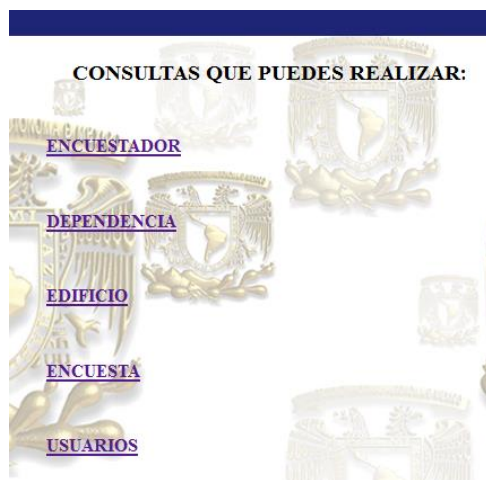 CONSULTAS QUE PUEDES REALIZAR:
ENCUESTADOR
DEPENDENCIA
EDIFICIO
ENCUESTA
USUARIOS